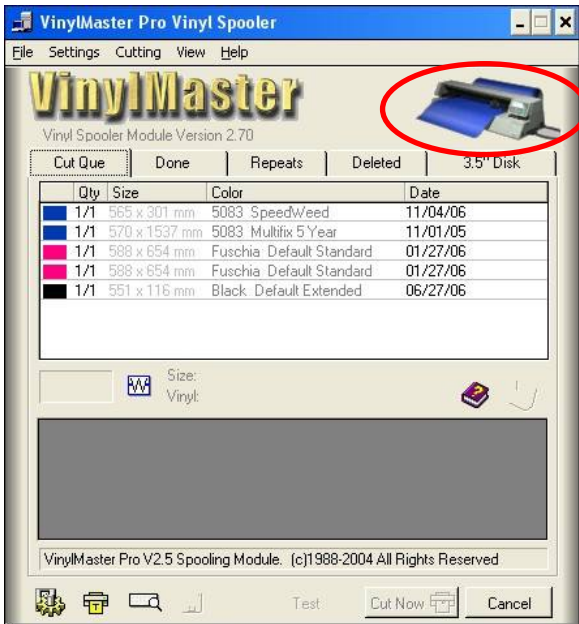 VinylMaster Pro Vinyl Spooler
File Settings Cutting View Help
VinylMaster
Vinyl Spooler Module Version 2.70
Cut Que Done Repeats Deleted 3.5" Disk
Qty Size Color Date
1/1 565 x 301 mm 5083 SpeedWeed 11/04/06
1/1 570 x 1537 mm 5083 Multifix 5 Year 11/01/05
1/1 588 x 654 mm Fuschia Default Standard 01/27/06
1/1 588 x 654 mm Fuschia Default Standard 01/27/06
1/1 551 x 116 mm Black Default Extended 06/27/06
Size:
Vinyl:
VinylMaster Pro V2.5 Spooling Module. (c)1988-2004 All Rights Reserved
T Test Cut Now Cancel